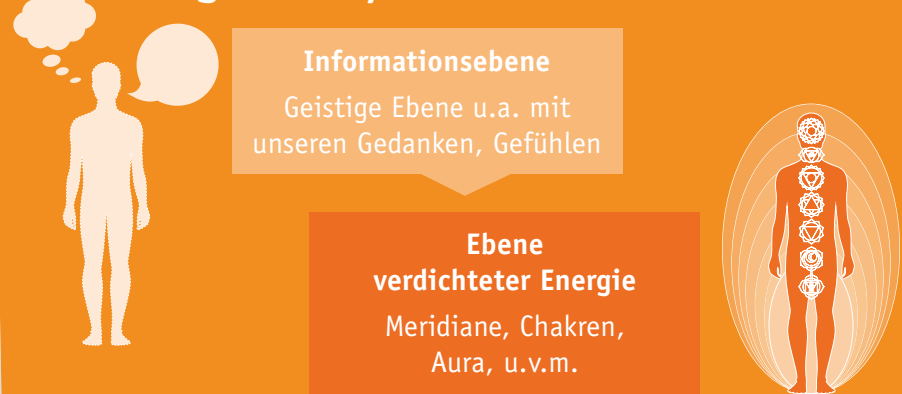 Informationsebene
Geistige Ebene u.a. mit
unseren Gedanken, Gefühlen
Ebene
verdichteter Energie
Meridiane, Chakren,
Aura, u.v.m.